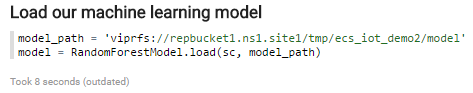 Load our machine learning model
model_path = 'viprfs://repbucket1.ns1.site1/tmp/ecs_iot_demo2/model'
model = RandomForestModel.load(sc, model_path)
Took 8 seconds (outdated)